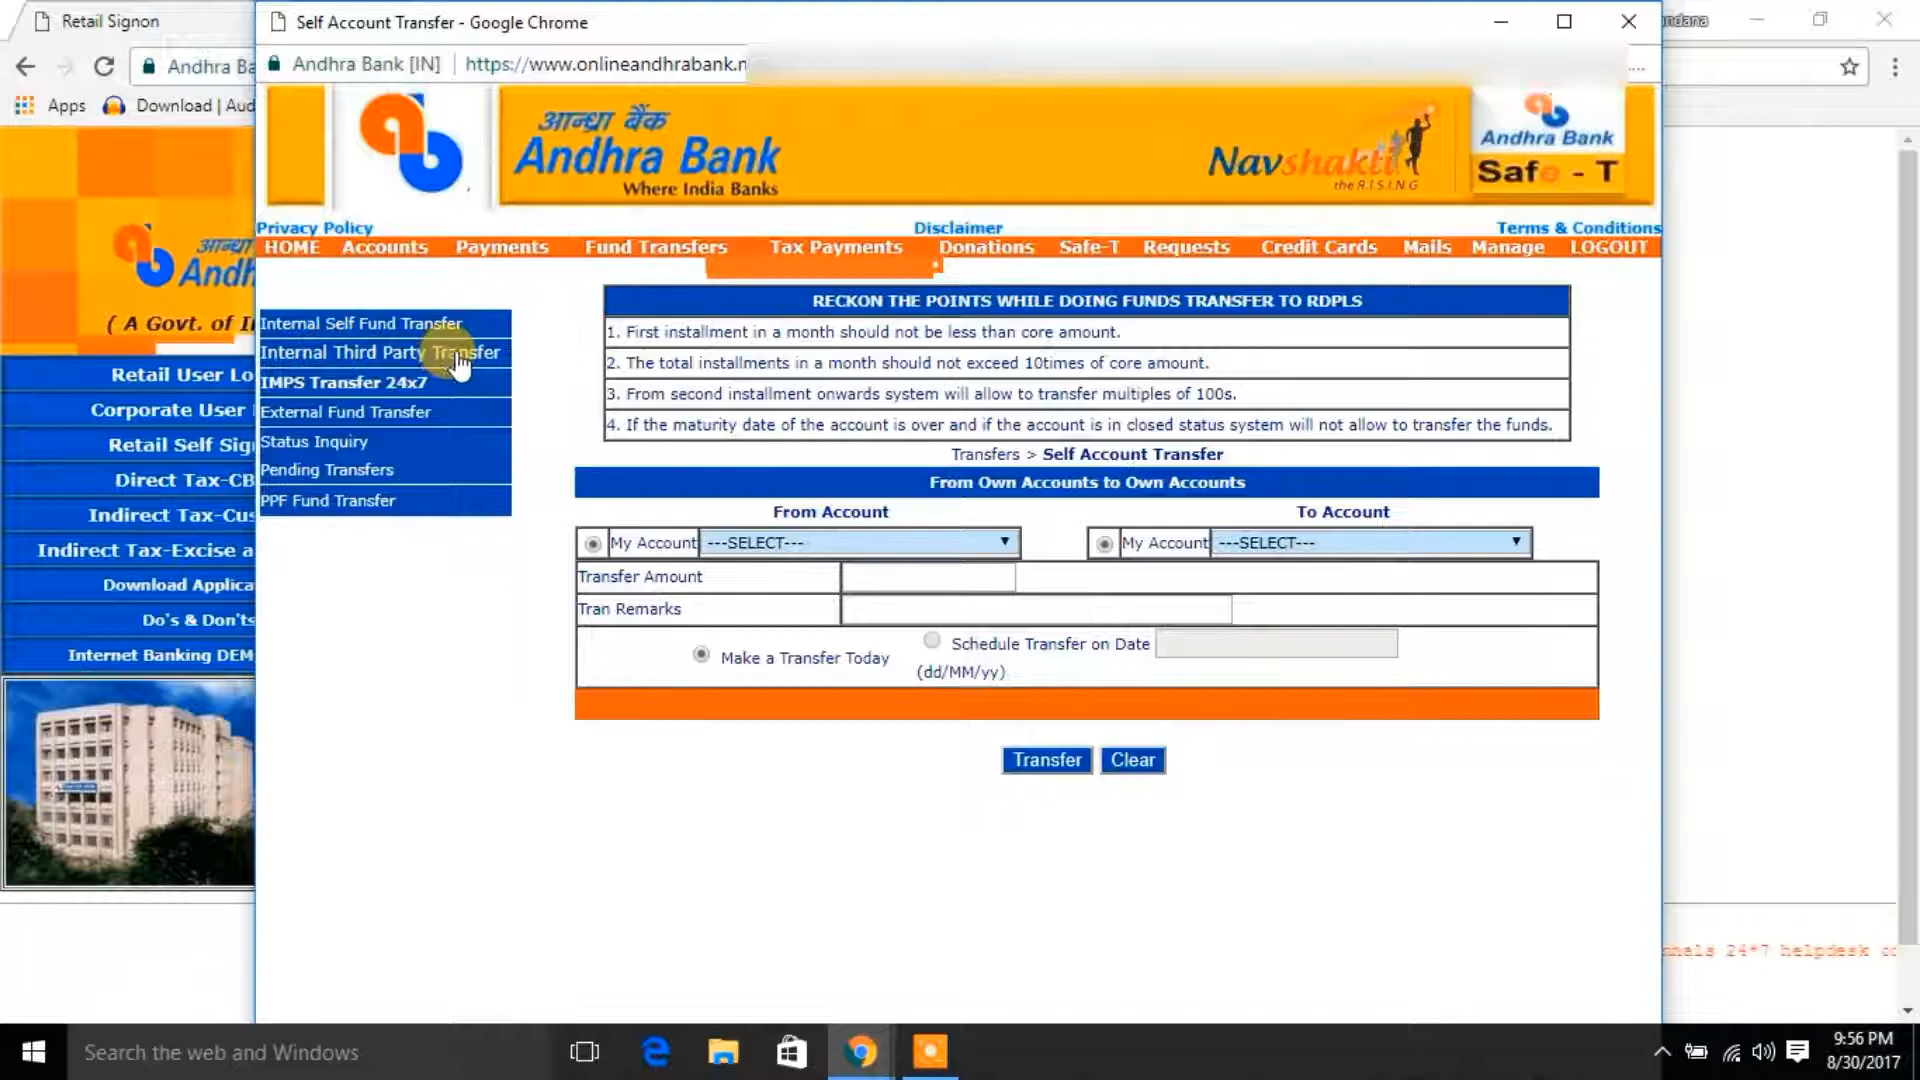 Retail Signon
Self Account Transfer - Google Chrome
ndana
Andhra Ba
Andhra Bank [IN]
https://www.onlineandhrabank.n
...
Apps
Download | Aud
आन्ध्रा बैंक
Andhra Bank
Where India Banks
Navshakti
the R.I.S.I.N.G
Andhra Bank
Safe - T
Privacy Policy
Disclaimer
Terms & Conditions
HOME Accounts Payments Fund Transfers Tax Payments Donations Safe-T Requests Credit Cards Mails Manage LOGOUT
आन्ध्र
Andh
( A Govt. of I
Retail User Lo
Corporate User
Retail Self Sig
Direct Tax-CB
Indirect Tax-Cus
Indirect Tax-Excise a
Download Applica
Do's & Don'ts
Internet Banking DEM
Internal Self Fund Transfer
Internal Third Party Transfer
IMPS Transfer 24x7
External Fund Transfer
Status Inquiry
Pending Transfers
PPF Fund Transfer
RECKON THE POINTS WHILE DOING FUNDS TRANSFER TO RDPLS
1. First installment in a month should not be less than core amount.
2. The total installments in a month should not exceed 10times of core amount.
3. From second installment onwards system will allow to transfer multiples of 100s.
4. If the maturity date of the account is over and if the account is in closed status system will not allow to transfer the funds.
Transfers > Self Account Transfer
From Own Accounts to Own Accounts
From Account
To Account
My Account ---SELECT---
My Account ---SELECT---
Transfer Amount
Tran Remarks
Make a Transfer Today
Schedule Transfer on Date
(dd/MM/yy)
Transfer
Clear
hals 24*7 helpdesk co
Search the web and Windows
9:56 PM
8/30/2017